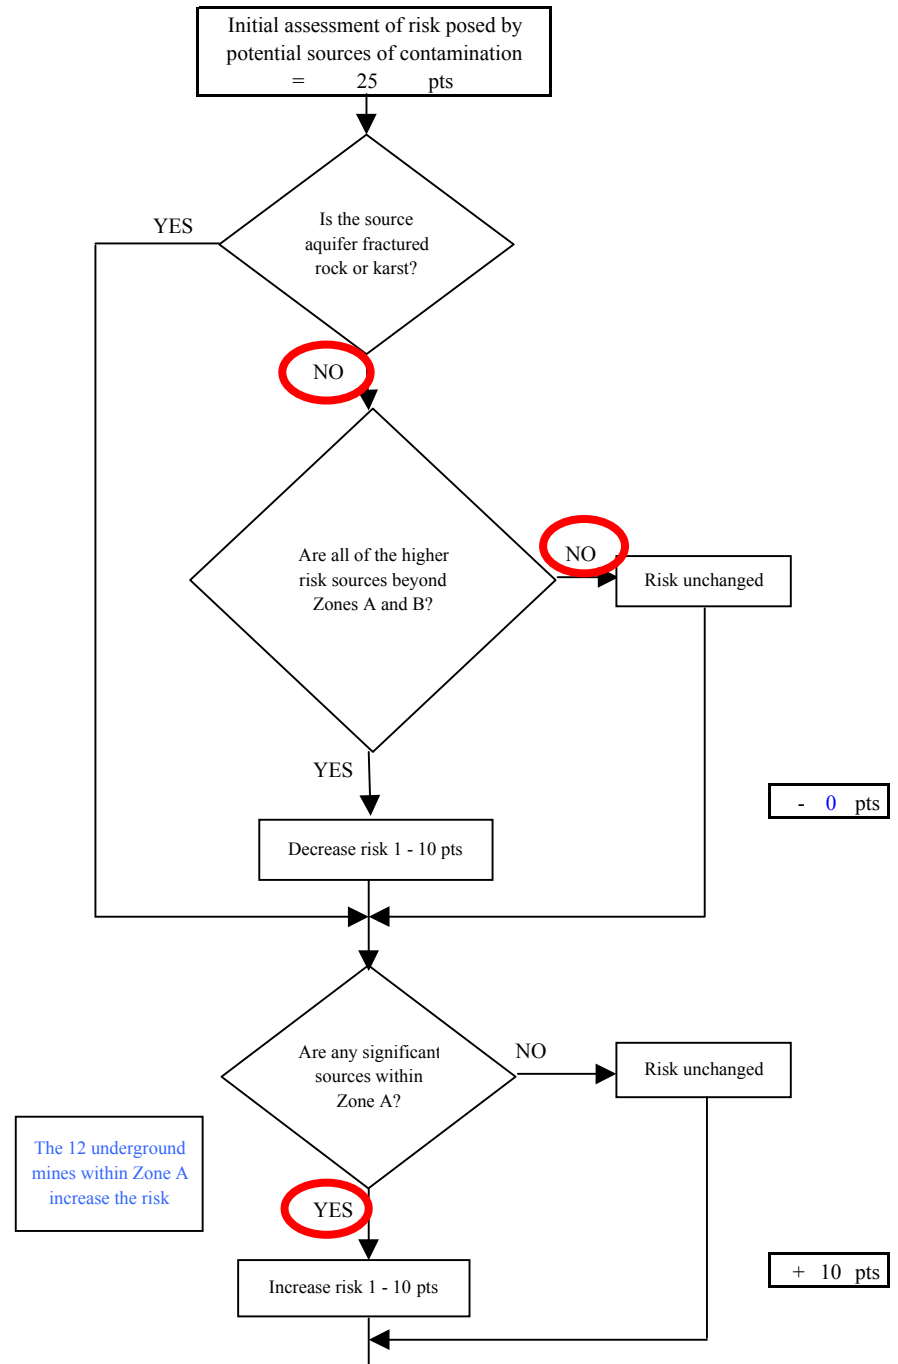 Initial assessment of risk posed by
potential sources of contamination
= 25 pts
YES
Is the source
aquifer fractured
rock or karst?
NO
Are all of the higher
risk sources beyond
Zones A and B?
NO
Risk unchanged
YES
- 0 pts
Decrease risk 1 - 10 pts
Are any significant
sources within
Zone A?
NO
Risk unchanged
The 12 underground
mines within Zone A
increase the risk
YES
+ 10 pts
Increase risk 1 - 10 pts